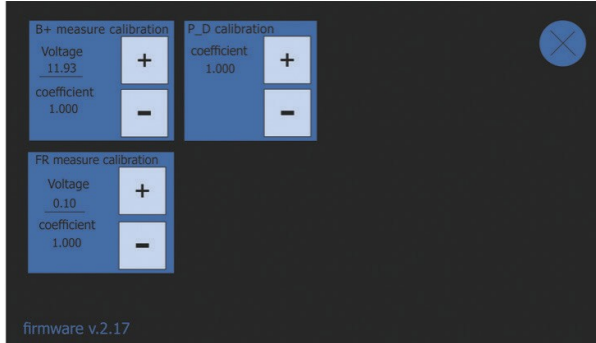 B+ measure calibration
Voltage
11.93
coefficient
1.000
+
-
P_D calibration
coefficient
1.000
+
-
FR measure calibration
Voltage
0.10
coefficient
1.000
+
-
firmware v.2.17